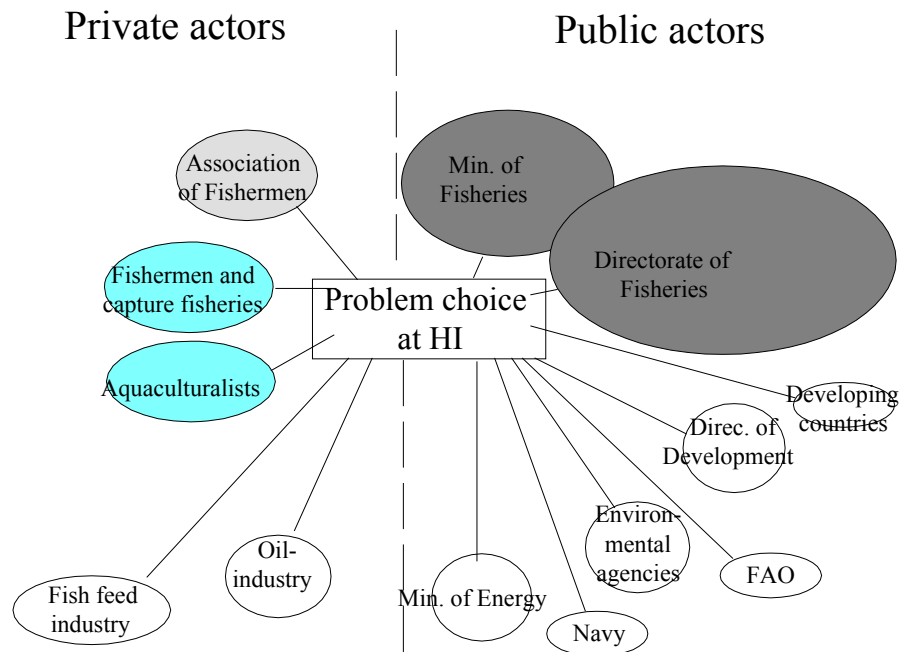 Private actors
Public actors
Association
of Fishermen
Min. of
Fisheries
Fishermen and
capture fisheries
Directorate of
Fisheries
Problem choice
at HI
Aquaculturalists
Developing
countries
Direc. of
Development
Environ-
mental
agencies
Oil-
industry
FAO
Fish feed
industry
Min. of Energy
Navy